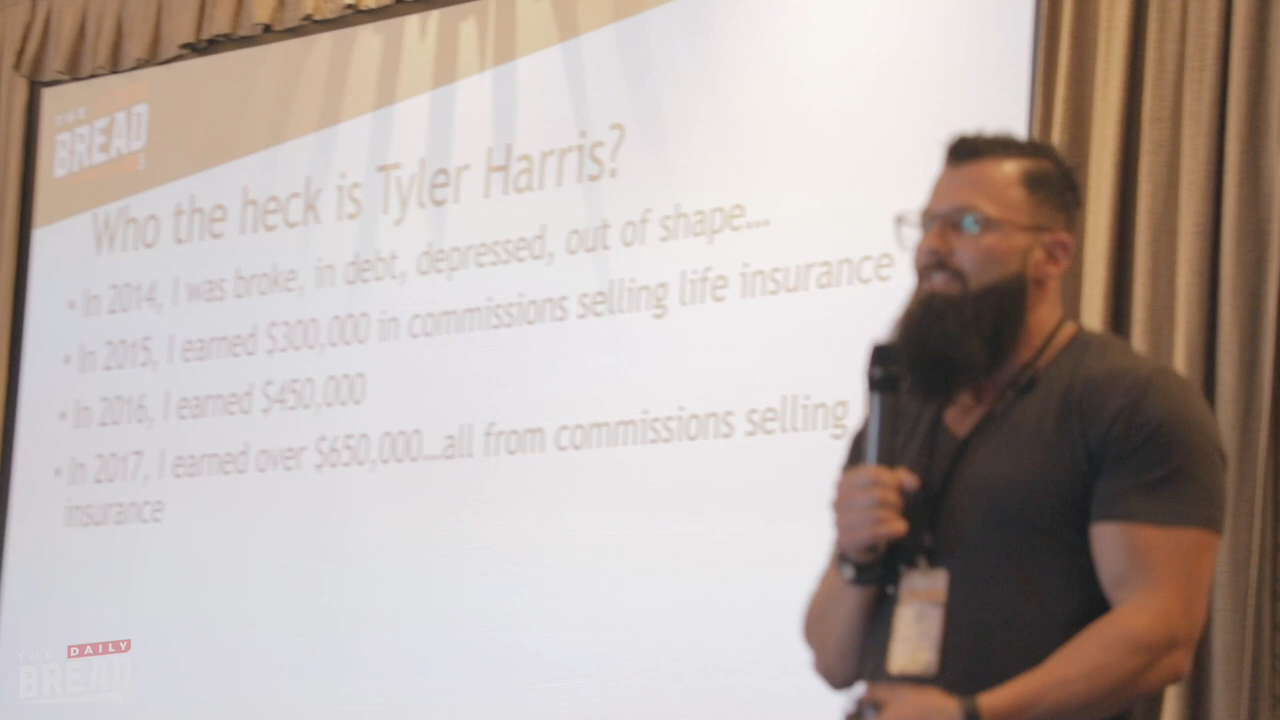 THE
BREAD
Who the heck is Tyler Harris?
• In 2014, I was broke, in debt, depressed, out of shape...
• In 2015, I earned $300,000 in commissions selling life insurance
• In 2016, I earned $450,000
• In 2017, I earned over $650,000...all from commissions selling
insurance
THE DAILY
BREAD